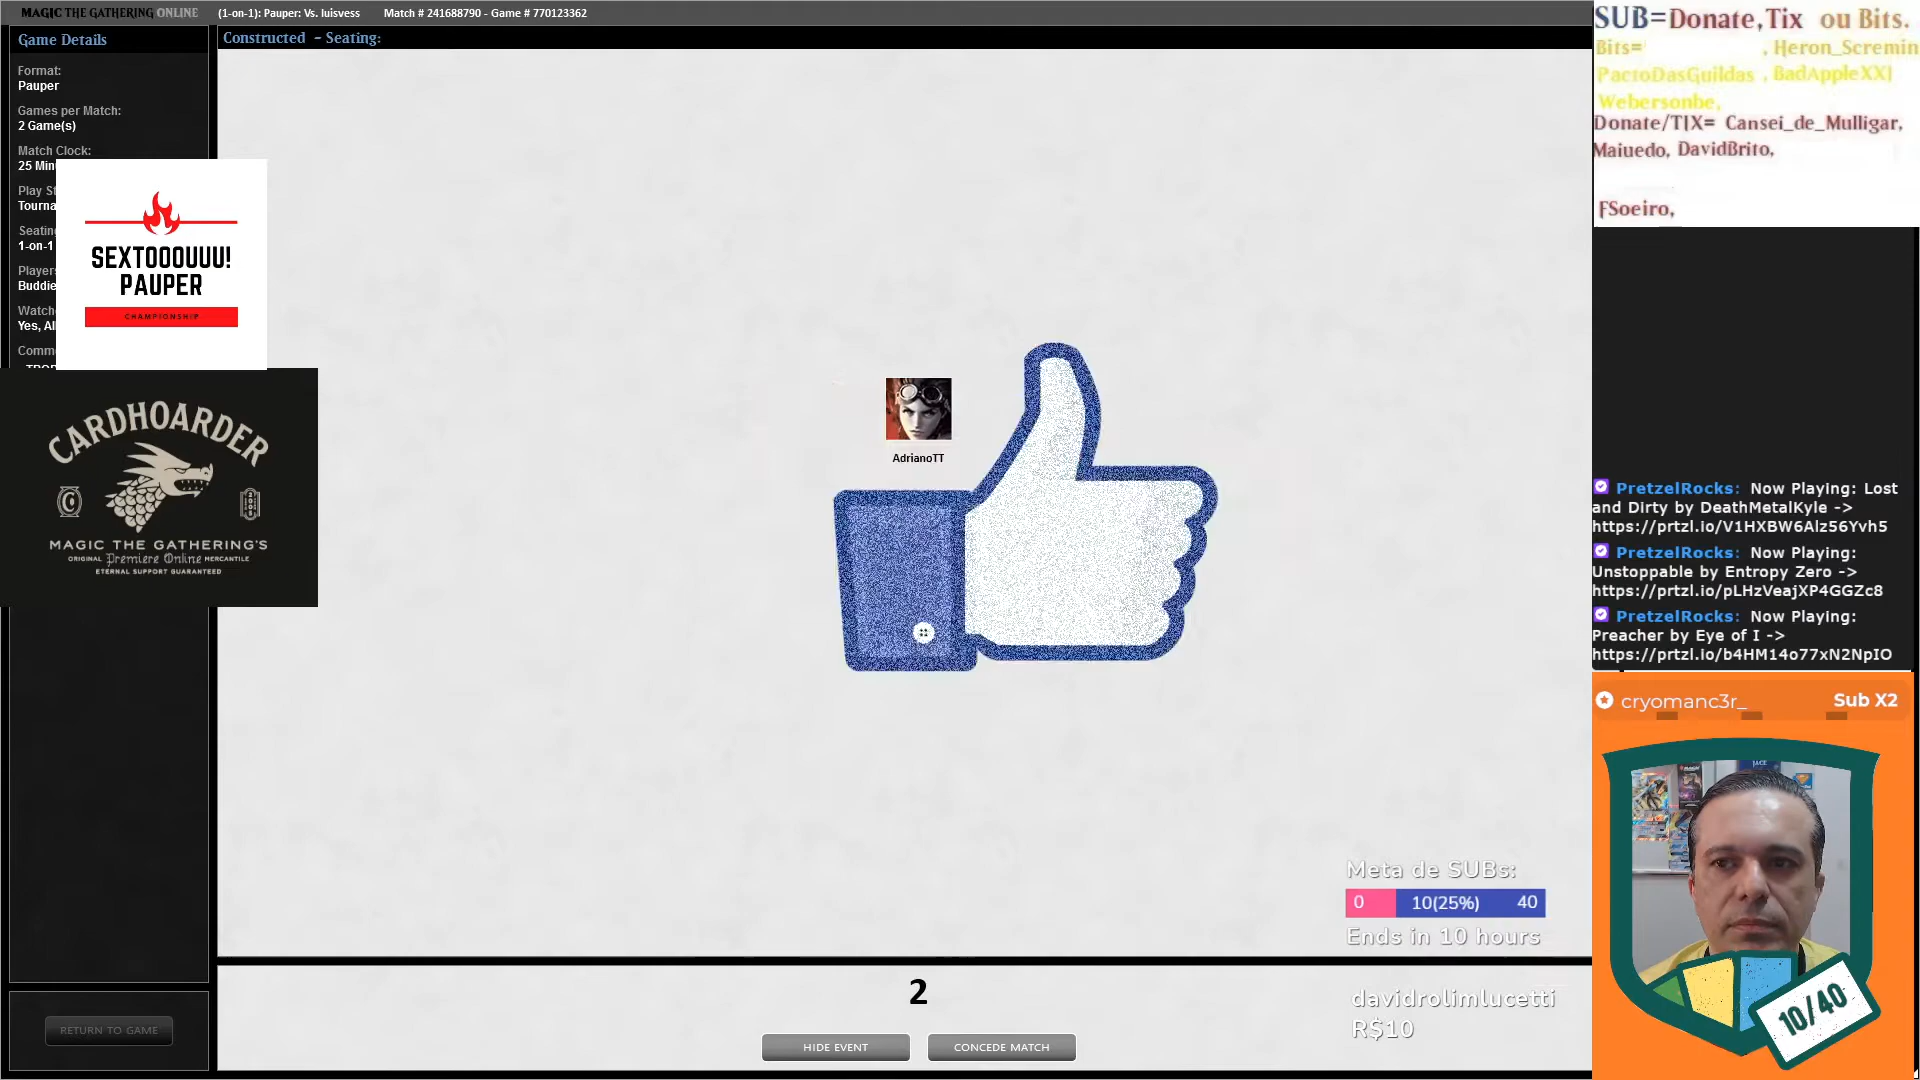 MAGIC THE GATHERING ONLINE (1-on-1): Pauper: Vs. luisvess Match # 241688790 - Game # 770123362
Game Details
Constructed - Seating:
Format:
Pauper
Games per Match:
2 Game(s)
Match Clock:
25 Min
Play St
Tourna
Seatin
1-on-1
Players
Buddie
Watch
Yes, Al
Comm
SEXTOOOUUU!
PAUPER
CHAMPIONSHIP
CARDHOARDER
C
MAGIC THE GATHERING'S
ORIGINAL Premiere Online MERCANTILE
ETERNAL SUPPORT GUARANTEED
RETURN TO GAME
AdrianoTT
Meta de SUBs:
0 10(25%) 40
Ends in 10 hours
2
HIDE EVENT CONCEDE MATCH
davidrolimlucetti
R$10
SUB=Donate,Tix ou Bits.
Bits= , Heron_Scremin
PactoDasGuildas , BadAppleXX|
Webersonbe,
Donate/TIX= Cansei_de_Mulligar,
Maiuedo, DavidBrito,
FSoeiro,
PretzelRocks: Now Playing: Lost
and Dirty by DeathMetalKyle ->
https://prtzl.io/V1HXBW6Alz56Yvh5
PretzelRocks: Now Playing:
Unstoppable by Entropy Zero ->
https://prtzl.io/pLHzVeajXP4GGZc8
PretzelRocks: Now Playing:
Preacher by Eye of I ->
https://prtzl.io/b4HM14o77xN2NpIO
cryomanc3r_ Sub X2
10/40